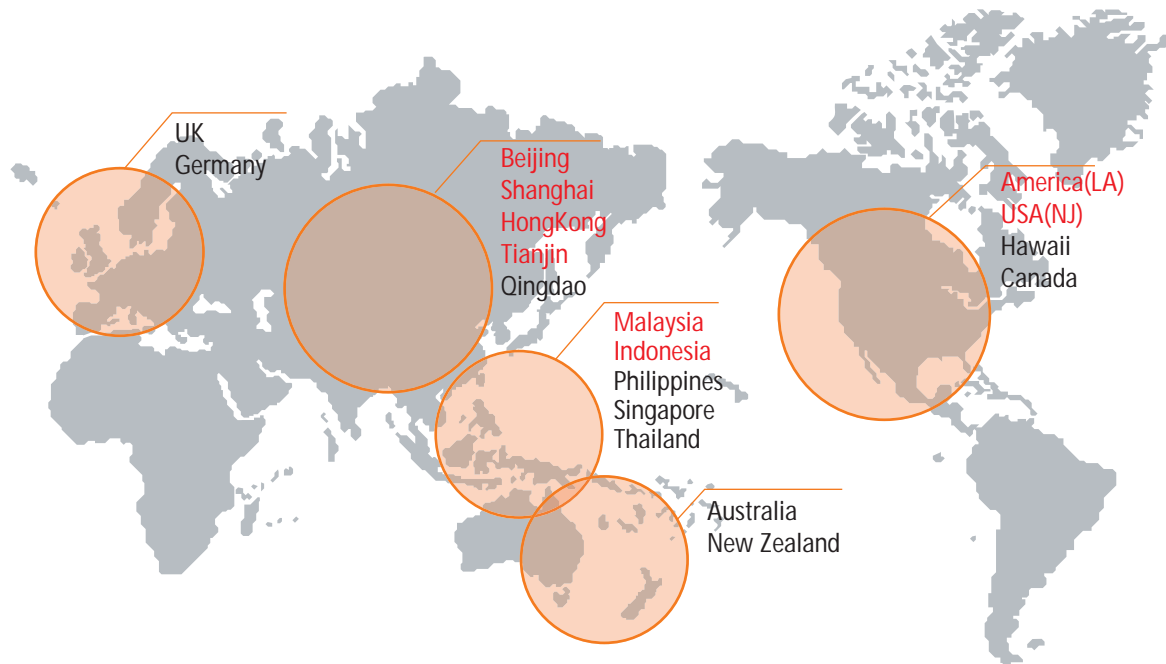 UK
Germany
Beijing
Shanghai
HongKong
Tianjin
Qingdao
Malaysia
Indonesia
Philippines
Singapore
Thailand
Australia
New Zealand
America(LA)
USA(NJ)
Hawaii
Canada